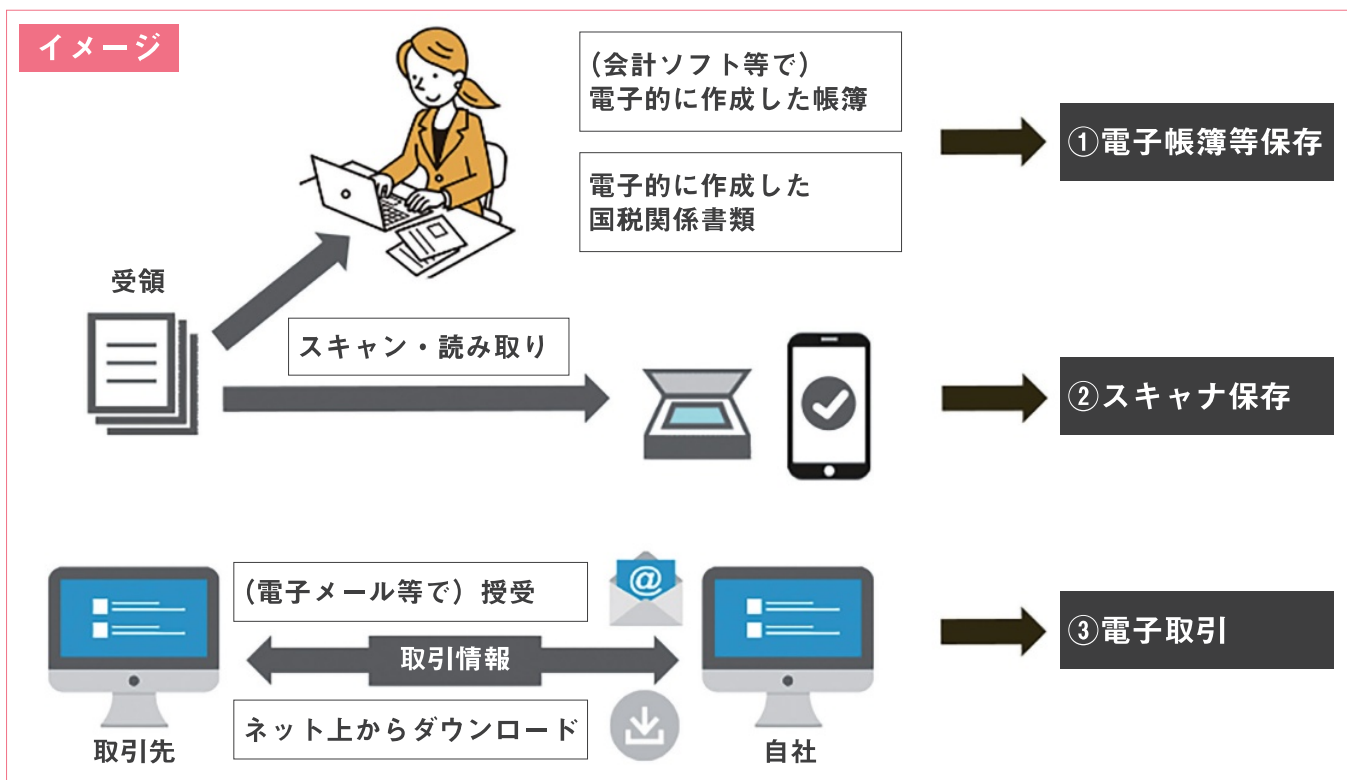 イメージ
(会計ソフト等で)
電子的に作成した帳簿
①電子帳簿等保存
電子的に作成した
国税関係書類
受領
スキャン・読み取り
②スキャナ保存
(電子メール等で)授受
@
取引情報
③電子取引
ネット上からダウンロード
取引先
自社